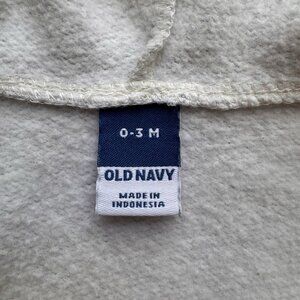 0-3 M
OLD NAVY
MADE IN
INDONESIA